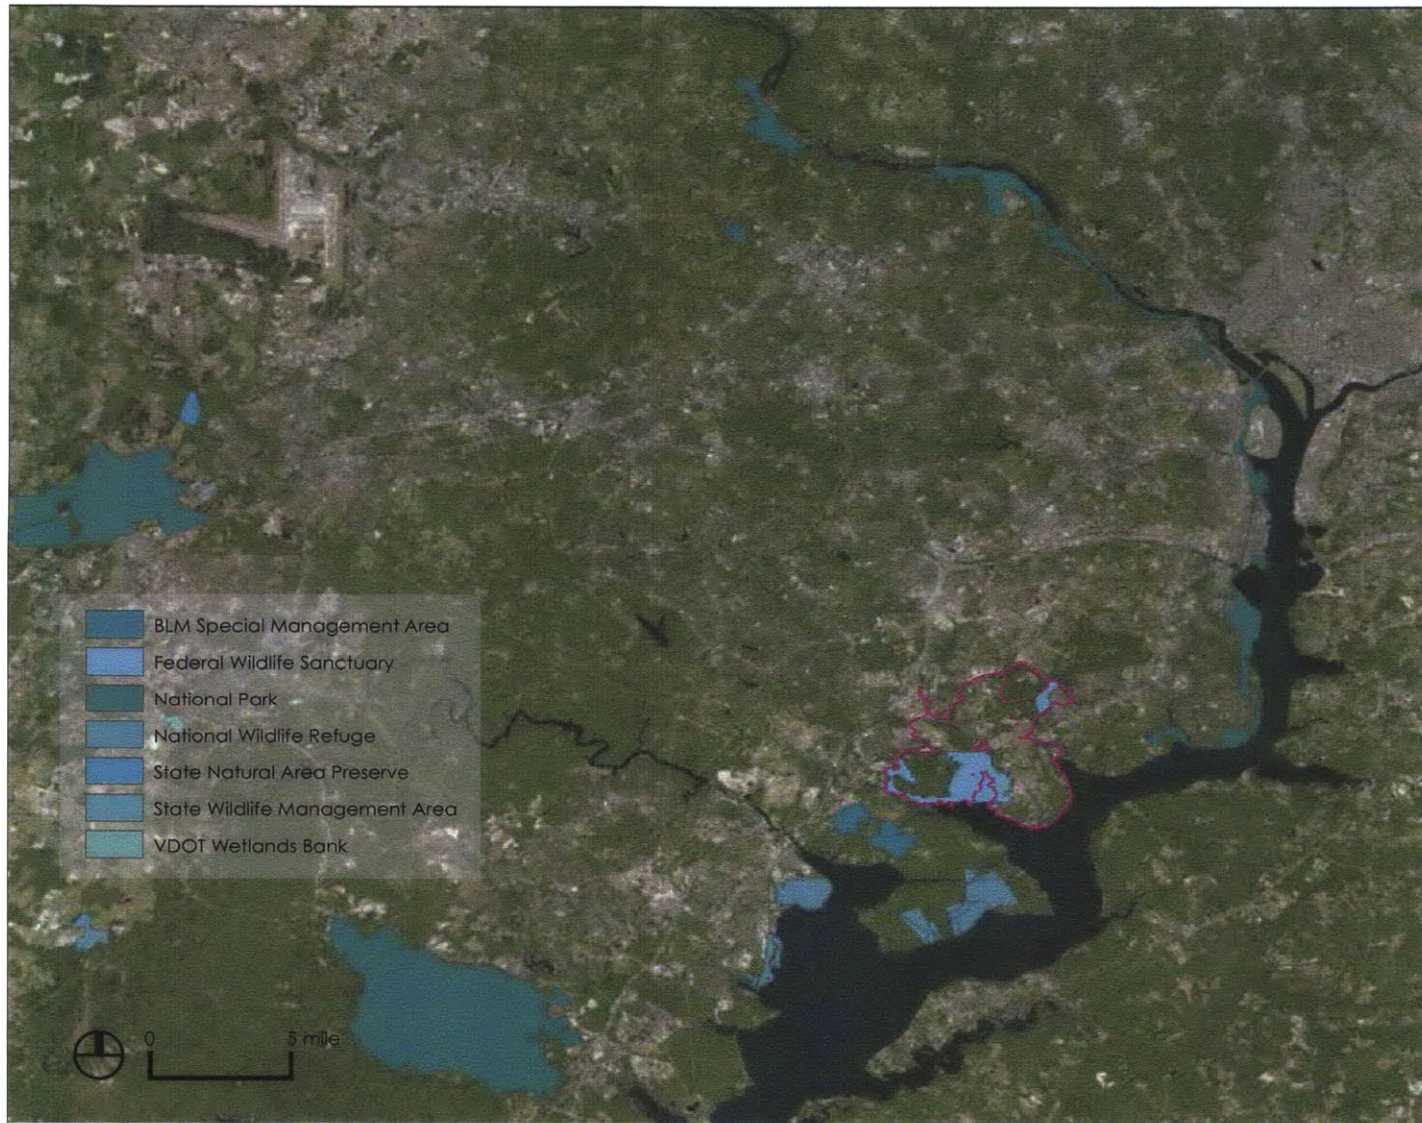 BLM Special Management Area
Federal Wildlife Sanctuary
National Park
National Wildlife Refuge
State Natural Area Preserve
State Wildlife Management Area
VDOT Wetlands Bank
0 5 mile